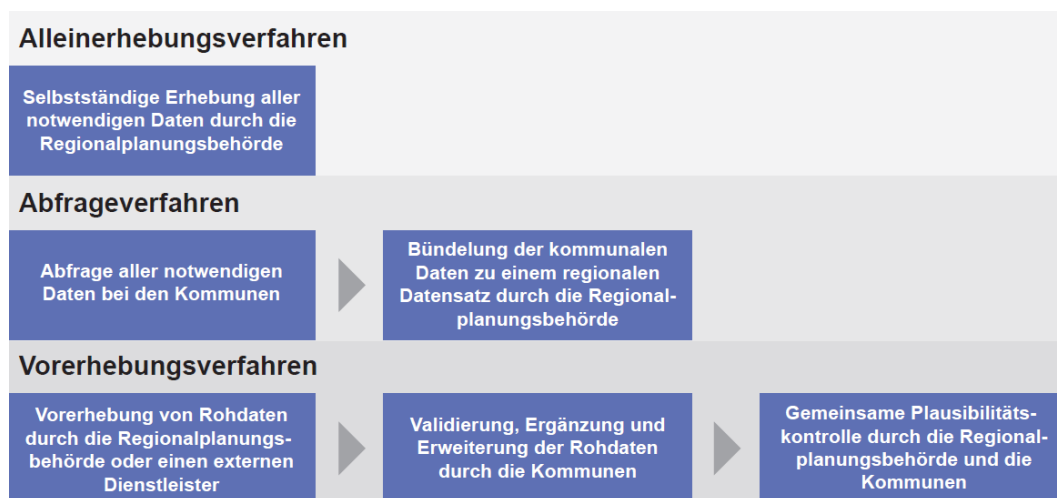 Alleinerhebungsverfahren
Selbstständige Erhebung aller
notwendigen Daten durch die
Regionalplanungsbehörde
Abfrageverfahren
Abfrage aller notwendigen
Daten bei den Kommunen
Bündelung der kommunalen
Daten zu einem regionalen
Datensatz durch die Regional-
planungsbehörde
Vorerhebungsverfahren
Vorerhebung von Rohdaten
durch die Regionalplanungs-
behörde oder einen externen
Dienstleister
Validierung, Ergänzung und
Erweiterung der Rohdaten
durch die Kommunen
Gemeinsame Plausibilitäts-
kontrolle durch die Regional-
planungsbehörde und die
Kommunen